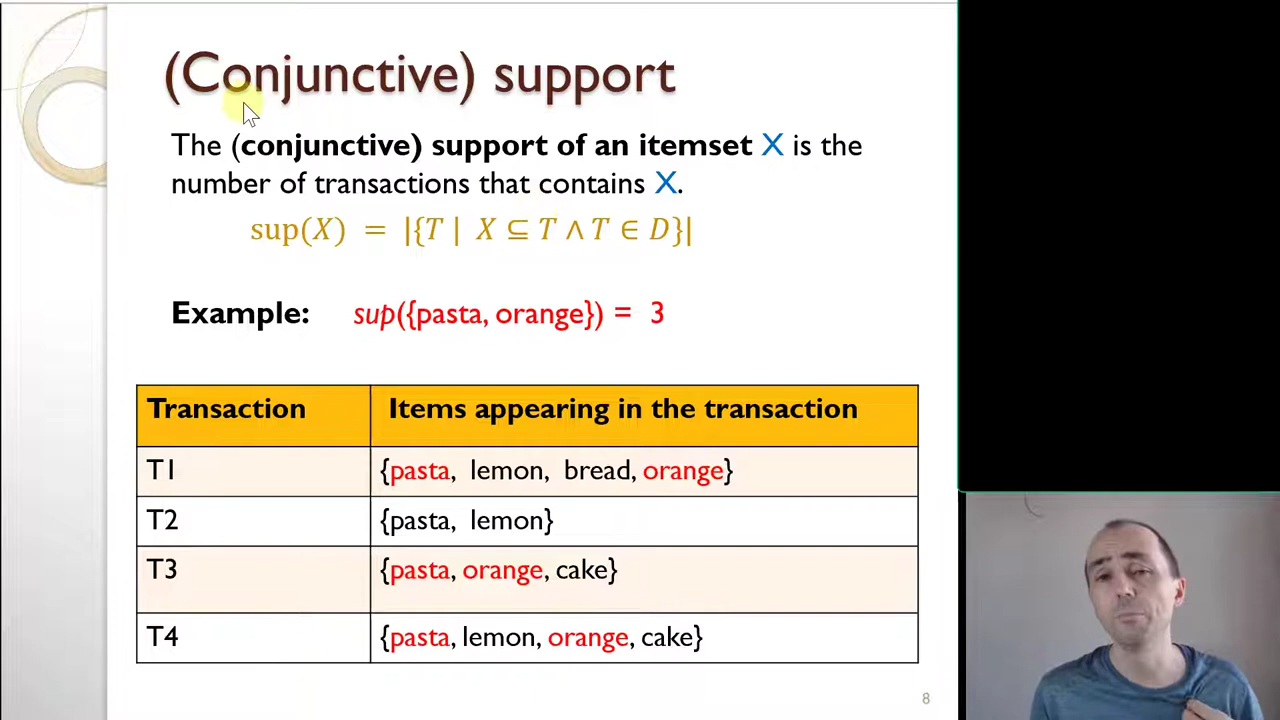 (Conjunctive) support
The (conjunctive) support of an itemset X is the
number of transactions that contains X.
sup(X) = |{T | X ⊆ T ∧ T ∈ D}|
Example: sup({pasta, orange}) = 3
Transaction Items appearing in the transaction
T1 {pasta, lemon, bread, orange}
T2 {pasta, lemon}
T3 {pasta, orange, cake}
T4 {pasta, lemon, orange, cake}
8